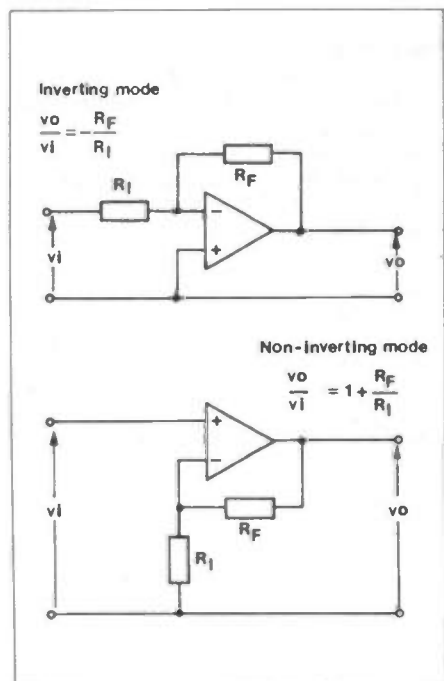 Inverting mode
vo/vi = - RF/RI
RI
RF
-
+
vi
vo
Non-inverting mode
vo/vi = 1 + RF/RI
+
-
vi
RF
vo
RI